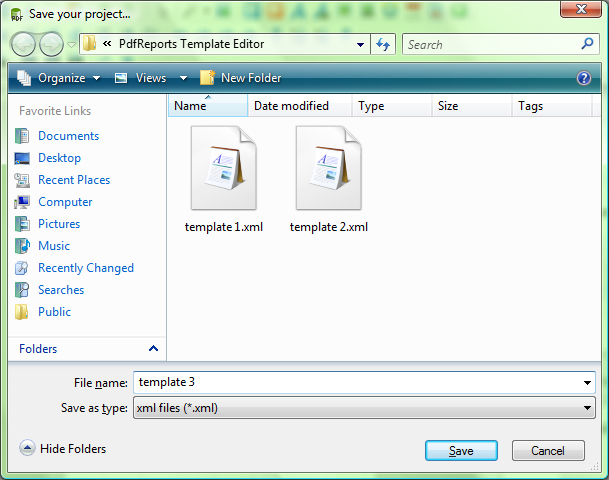 PDF Save your project...
« PdfReports Template Editor
Search
Organize Views New Folder ?
Favorite Links
Documents
Desktop
Recent Places
Computer
Pictures
Music
Recently Changed
Searches
Public
Folders
Name Date modified Type Size Tags
template 1.xml template 2.xml
File name: template 3
Save as type: xml files (*.xml)
Hide Folders Save Cancel